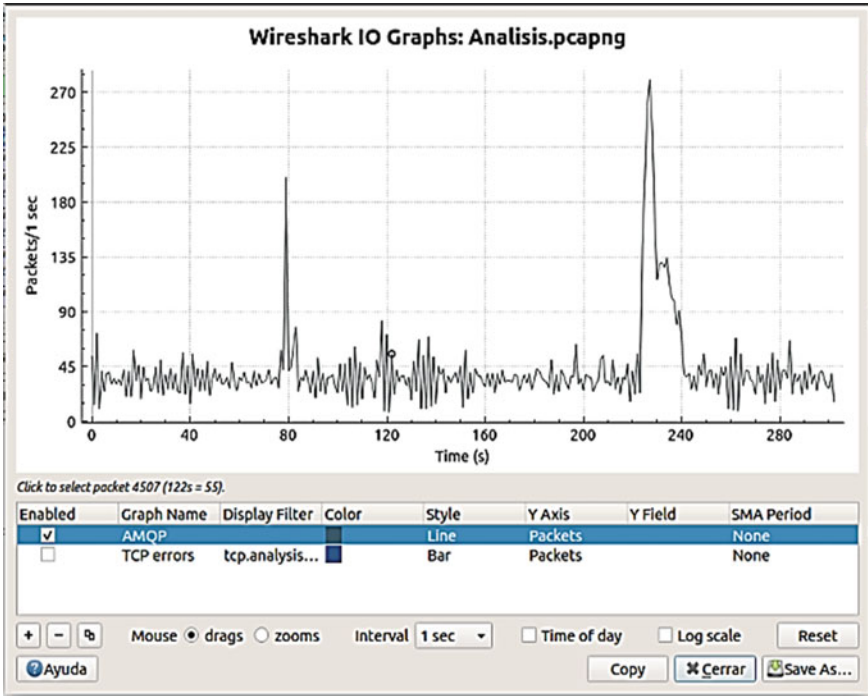 Wireshark IO Graphs: Analisis.pcapng
Packets/1 sec
270
225
180
135
90
45
0
0 40 80 120 160 200 240 280
Time (s)
Click to select packet 4507 (122s = 55).
Enabled Graph Name Display Filter Color Style Y Axis Y Field SMA Period
AMQP Line Packets None
TCP errors tcp.analysis... Bar Packets None
+ − Mouse drags zooms Interval 1 sec Time of day Log scale Reset
Ayuda Copy Cerrar Save As...